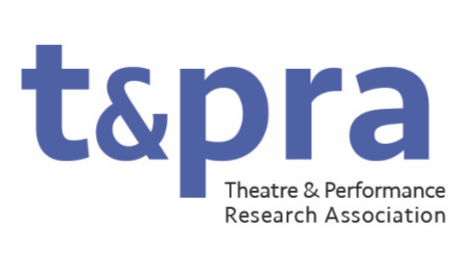 t&pra
Theatre & Performance
Research Association